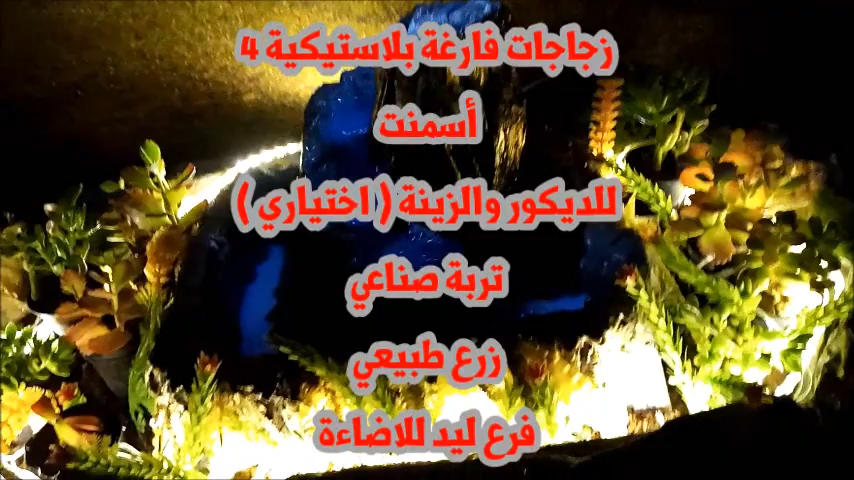 زجاجات فارغة بلاستيكية 4
أسمنت
للديكور والزينة ( اختياري )
تربة صناعي
زرع طبيعي
فرع ليد للاضاءة